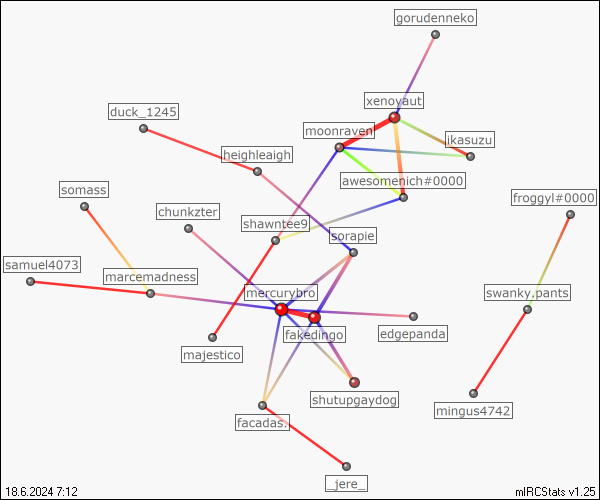 gorudenneko
xenoyaut
duck_1245
moonraven
ikasuzu
heighleaigh
awesomenich#0000
somass
froggyl#0000
chunkzter
shawntee9
sorapie
samuel4073
marcemadness
mercurybro
swanky.pants
fakedingo
edgepanda
majestico
shutupgaydog
mingus4742
facadas.
_jere_
18.6.2024 7:12
mIRCStats v1.25